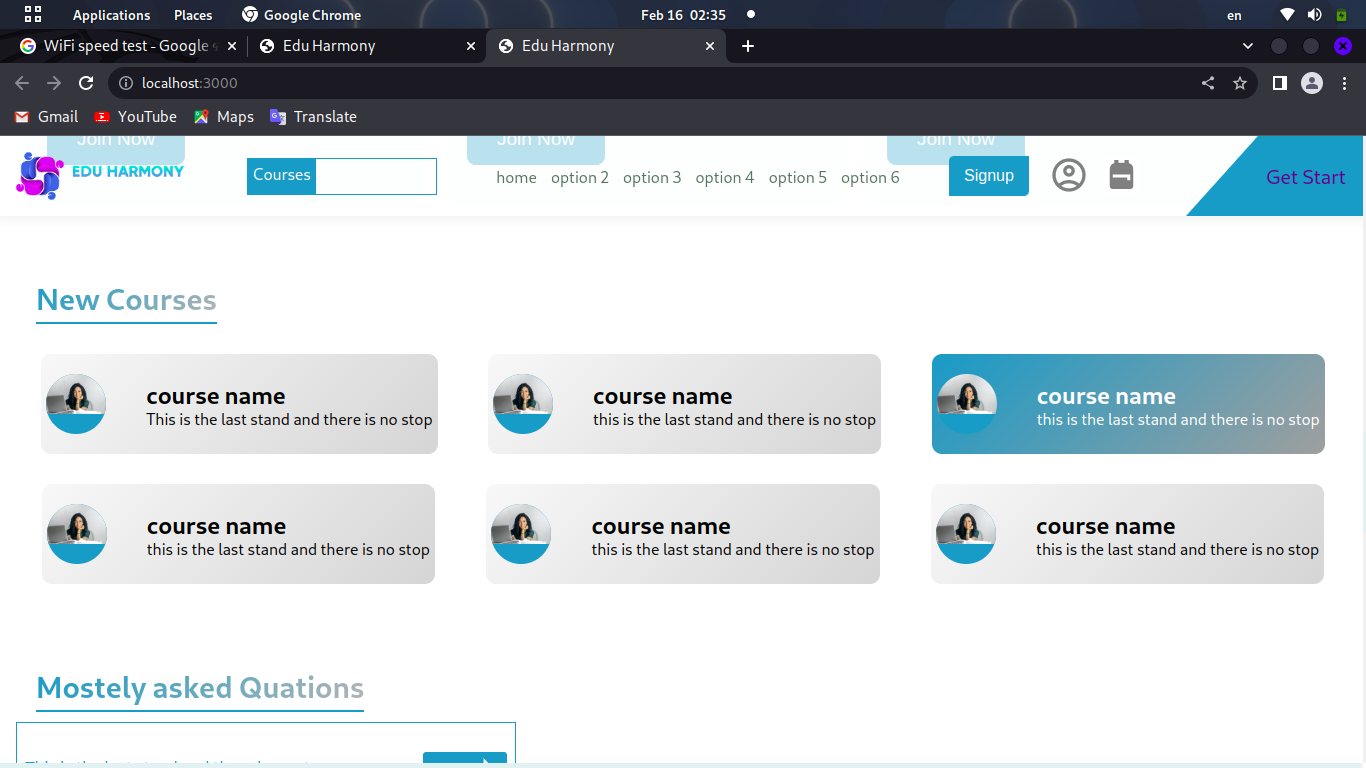 Applications Places Google Chrome Feb 16 02:35 en
WiFi speed test - Google Edu Harmony Edu Harmony
localhost:3000
Gmail YouTube Maps Translate
Join Now Join Now Join Now
EDU HARMONY Courses home option 2 option 3 option 4 option 5 option 6 Signup Get Start
New Courses
course name course name course name
This is the last stand and there is no stop this is the last stand and there is no stop this is the last stand and there is no stop
course name course name course name
this is the last stand and there is no stop this is the last stand and there is no stop this is the last stand and there is no stop
Mostely asked Quations